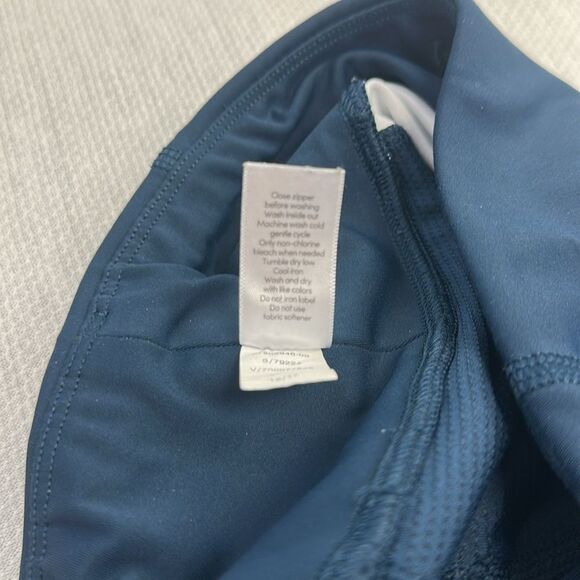 Close zipper
before washing
Wash inside out
Machine wash cold
gentle cycle
Only non-chlorine
bleach when needed
Tumble dry low
Cool iron
Wash and dry
with like colors
Do not iron label
Do not use
fabric softener